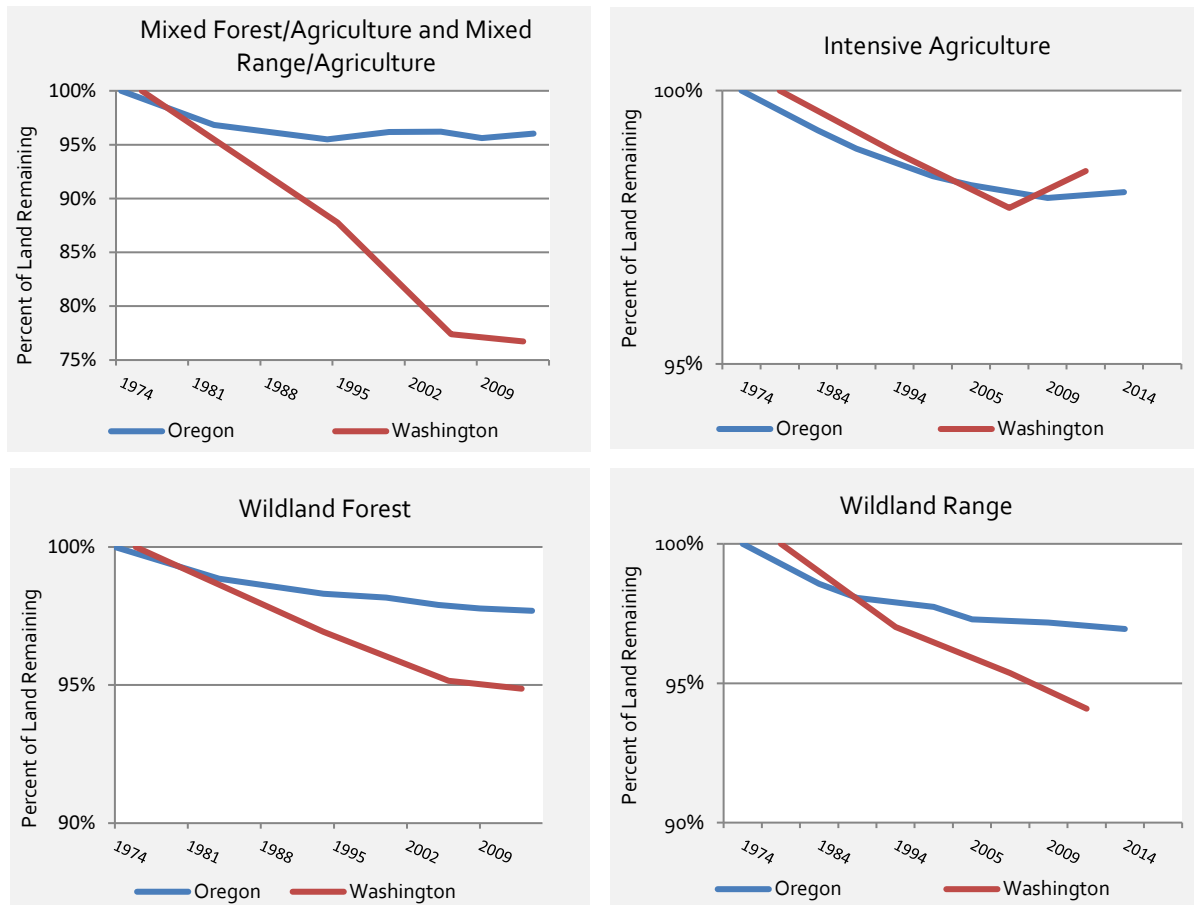 Mixed Forest/Agriculture and Mixed
Range/Agriculture
Percent of Land Remaining
100%
95%
90%
85%
80%
75%
1974
1981
1988
1995
2002
2009
Oregon
Washington
Intensive Agriculture
Percent of Land Remaining
100%
95%
1974
1984
1994
2005
2009
2014
Oregon
Washington
Wildland Forest
Percent of Land Remaining
100%
95%
90%
1974
1981
1988
1995
2002
2009
Oregon
Washington
Wildland Range
Percent of Land Remaining
100%
95%
90%
1974
1984
1994
2005
2009
2014
Oregon
Washington